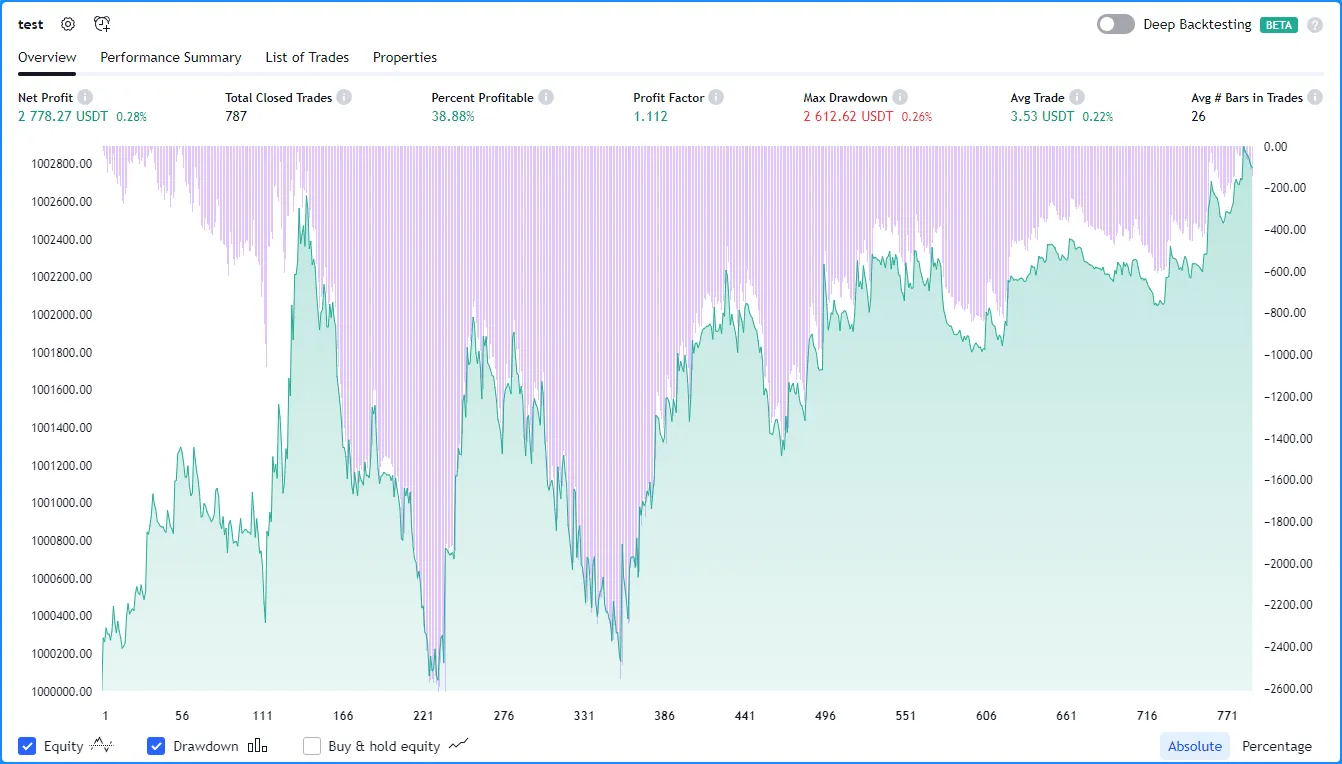 test
Deep Backtesting BETA ?
Overview Performance Summary List of Trades Properties
Net Profit Total Closed Trades Percent Profitable Profit Factor Max Drawdown Avg Trade Avg # Bars in Trades
2 778.27 USDT 0.28% 787 38.88% 1.112 2 612.62 USDT 0.26% 3.53 USDT 0.22% 26
1002800.00 0.00
1002600.00 −200.00
1002400.00 −400.00
1002200.00 −600.00
1002000.00 −800.00
1001800.00 −1000.00
1001600.00 −1200.00
1001400.00 −1400.00
1001200.00 −1600.00
1001000.00 −1800.00
1000800.00 −2000.00
1000600.00 −2200.00
1000400.00 −2400.00
1000200.00 −2600.00
1000000.00
1 56 111 166 221 276 331 386 441 496 551 606 661 716 771
Equity Drawdown Buy & hold equity Absolute Percentage